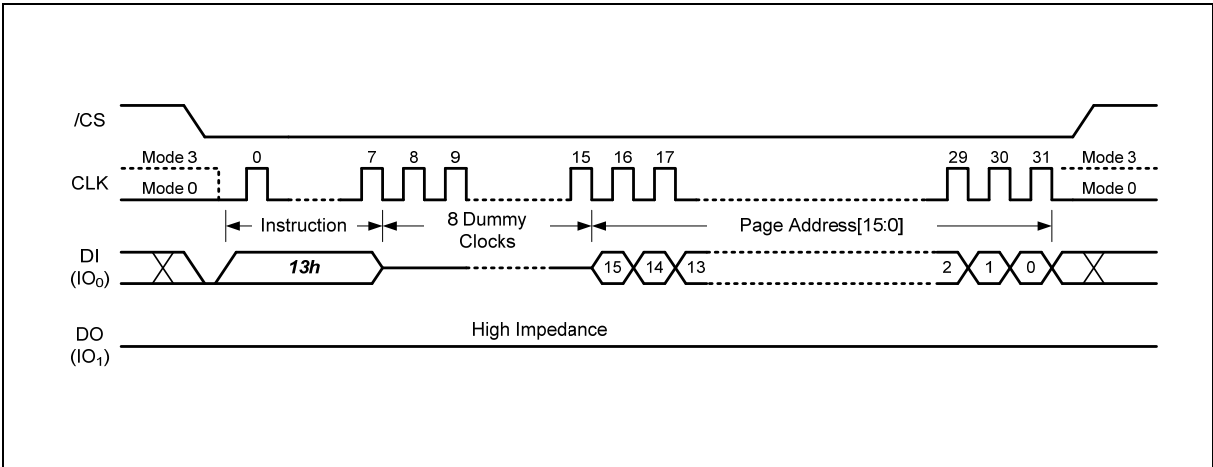 /CS
Mode 3 0 7 8 9 15 16 17 29 30 31 Mode 3
CLK
Mode 0 Mode 0
Instruction 8 Dummy Clocks Page Address[15:0]
DI (IO₀) 13h 15 14 13 2 1 0
High Impedance
DO (IO₁)